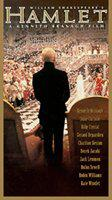 WILLIAM SHAKESPEARE'S
HAMLET
A KENNETH BRANAGH FILM
Kenneth Branagh
Julie Christie
Billy Crystal
Gerard Depardieu
Charlton Heston
Derek Jacobi
Jack Lemmon
Rufus Sewell
Robin Williams
Kate Winslet